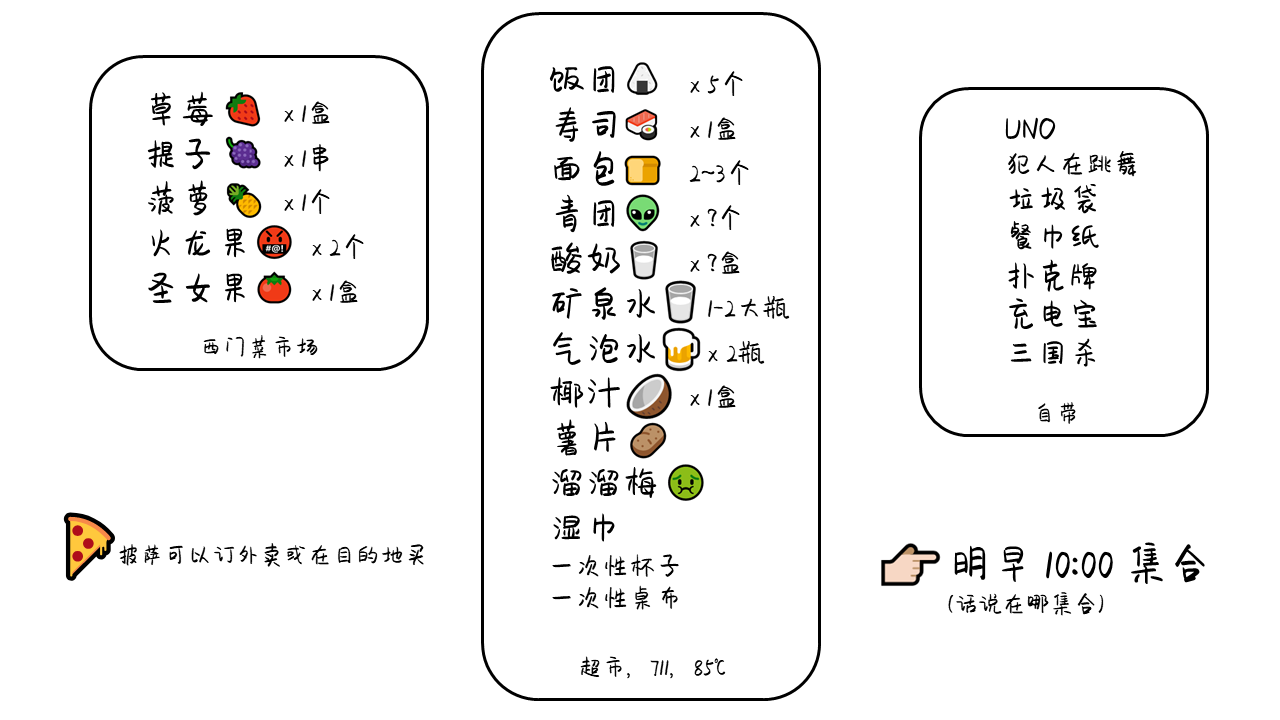 草莓 x1盒
提子 x1串
菠萝 x1个
火龙果 #@! x2个
圣女果 x1盒
西门菜市场
饭团 x5个
寿司 x1盒
面包 2~3个
青团 x?个
酸奶 x?盒
矿泉水 1-2大瓶
气泡水 x2瓶
椰汁 x1盒
薯片
溜溜梅
湿巾
一次性杯子
一次性桌布
超市, 711, 85℃
UNO
犯人在跳舞
垃圾袋
餐巾纸
扑克牌
充电宝
三国杀
自带
披萨可以订外卖或在目的地买
明早 10:00 集合
(话说在哪集合)